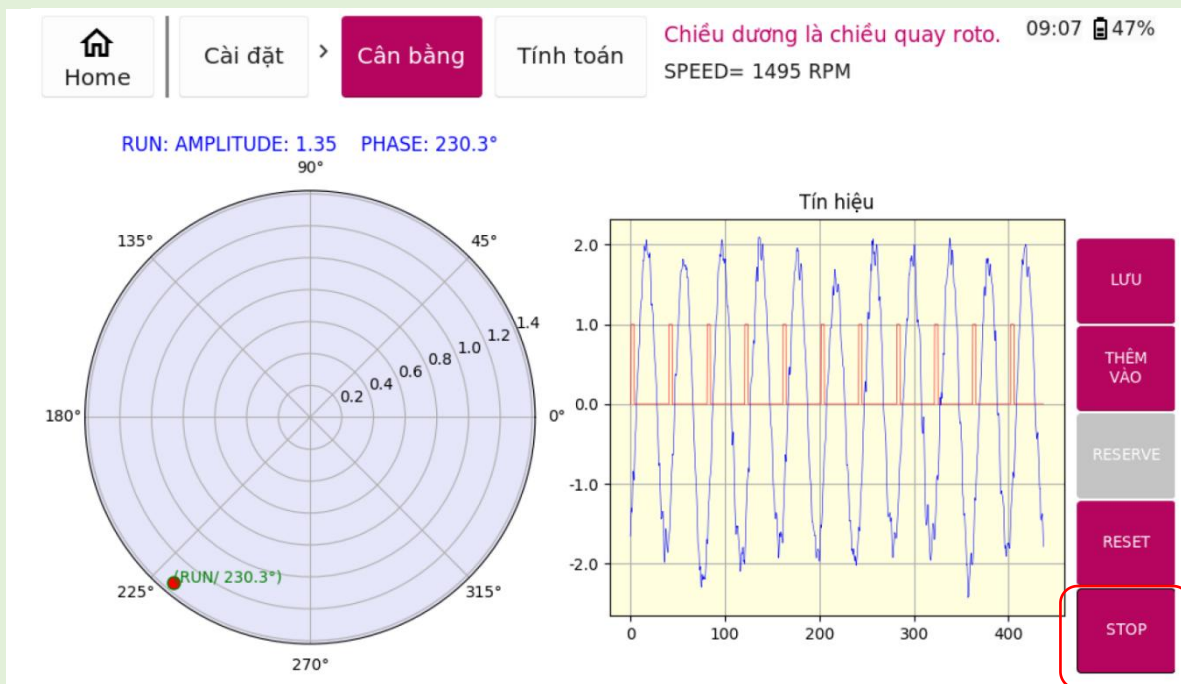 Home
Cài đặt
>
Cân bằng
Tính toán
Chiều dương là chiều quay roto.
SPEED= 1495 RPM
09:07 47%
RUN: AMPLITUDE: 1.35 PHASE: 230.3°
90°
135°
45°
1.4
1.2
1.0
0.8
0.6
0.4
0.2
180°
0°
(RUN/ 230.3°)
225°
315°
270°
Tín hiệu
2.0
1.0
0.0
-1.0
-2.0
0 100 200 300 400
LƯU
THÊM
VÀO
RESERVE
RESET
STOP